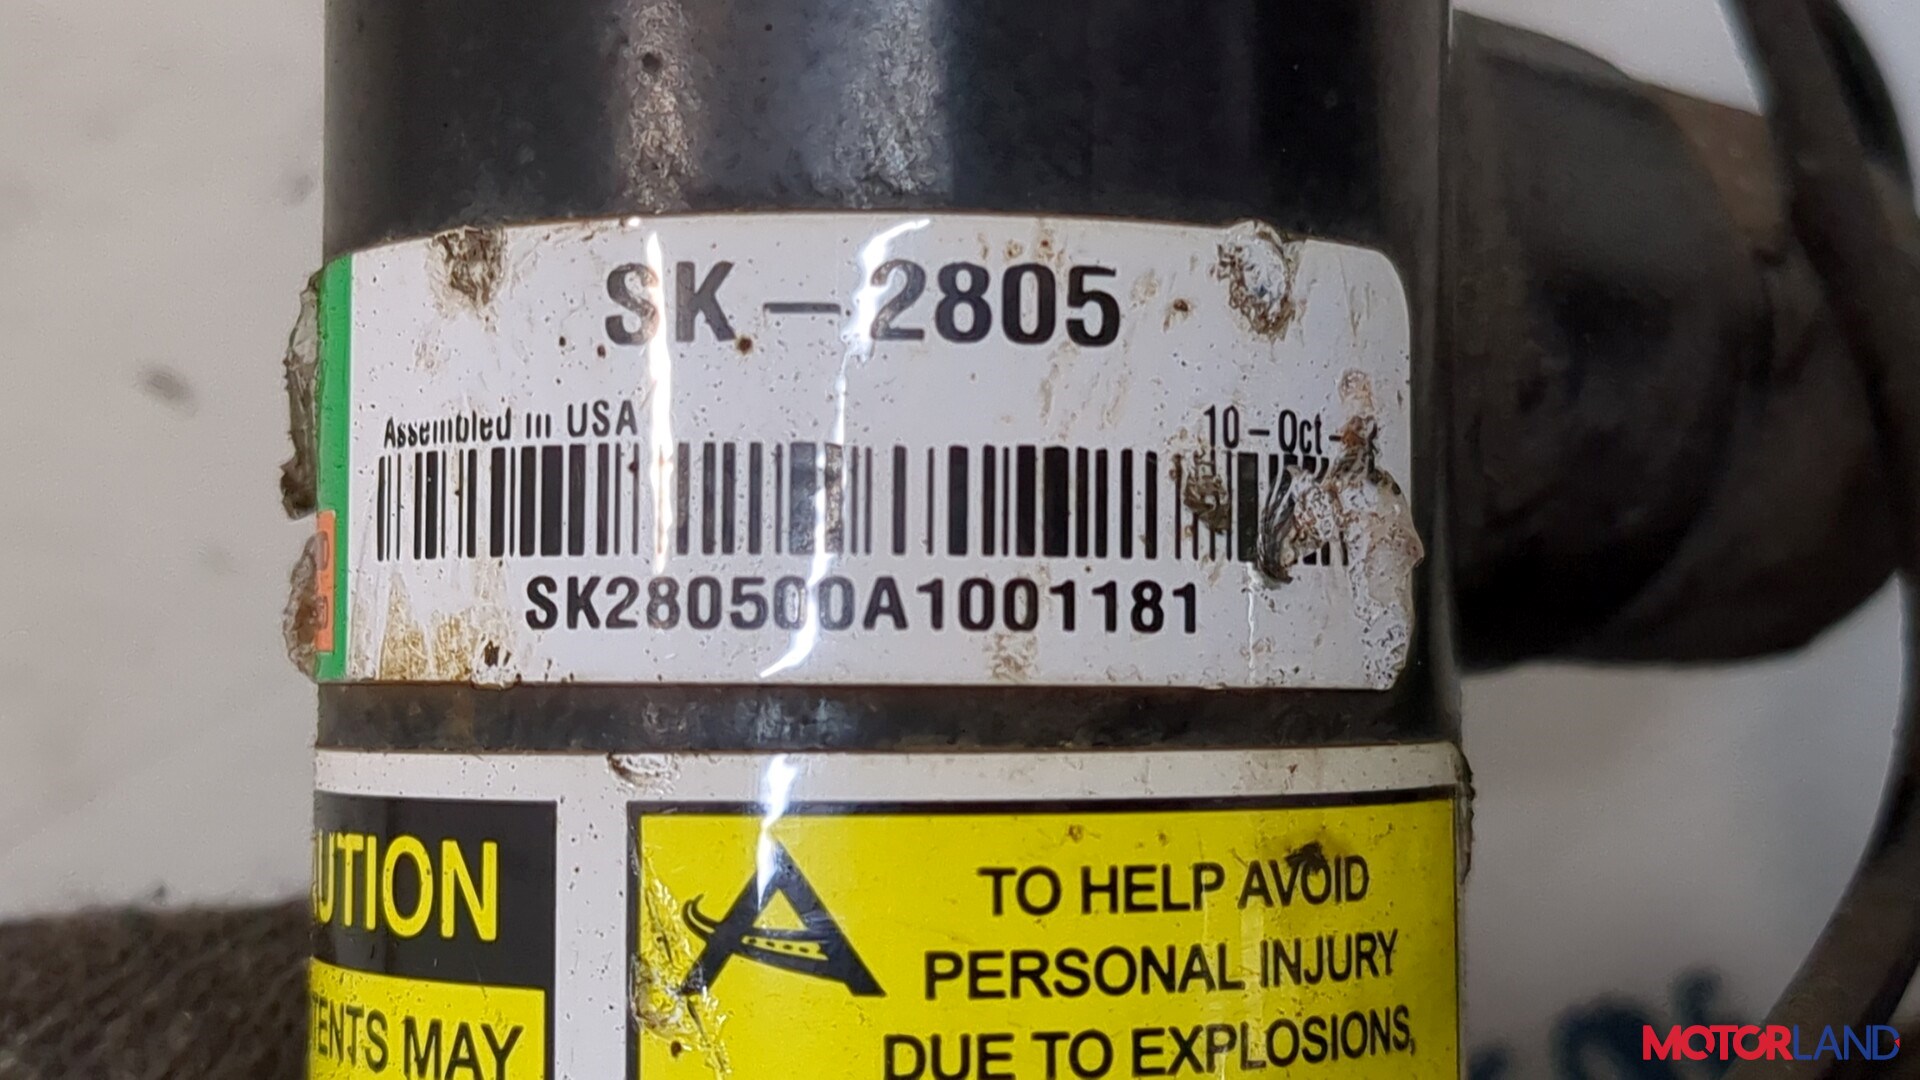 SK-2805
Assembled in USA
10-Oct-
SK280500A1001181
UTION
TENTS MAY
TO HELP AVOID
PERSONAL INJURY
DUE TO EXPLOSIONS,
MOTORLAND